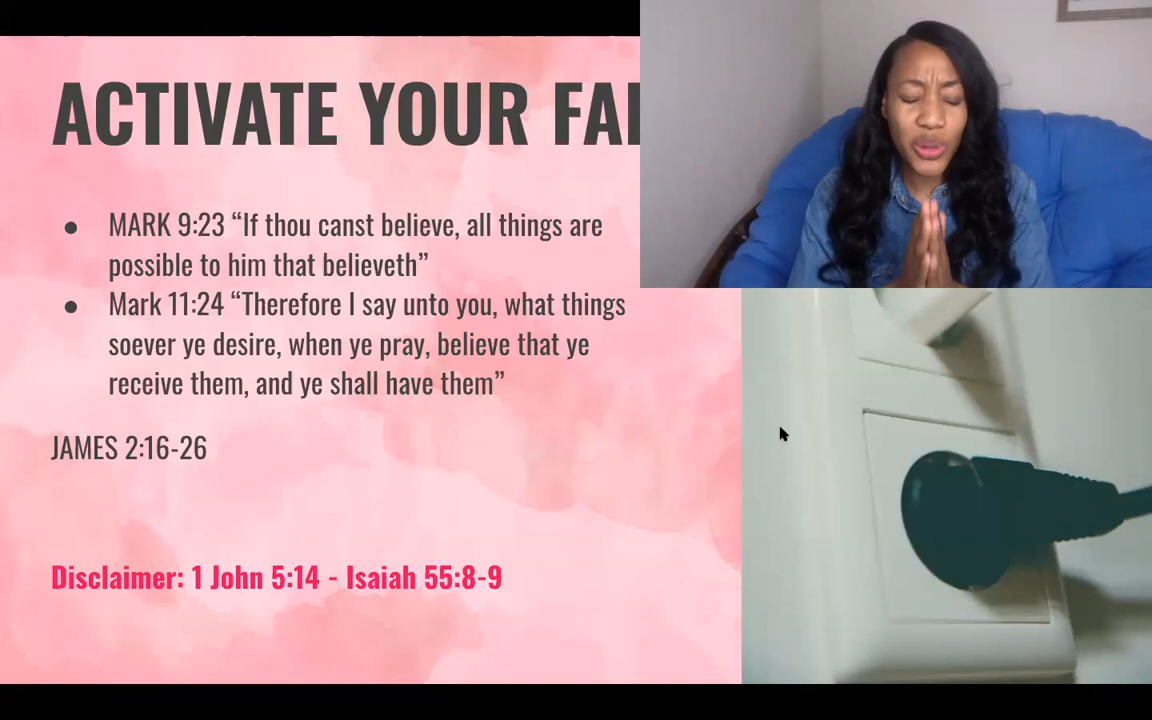 ACTIVATE YOUR
● MARK 9:23 “If thou canst believe, all things are
possible to him that believeth”
● Mark 11:24 “Therefore I say unto you, what things
soever ye desire, when ye pray, believe that ye
receive them, and ye shall have them”
JAMES 2:16-26
Disclaimer: 1 John 5:14 - Isaiah 55:8-9